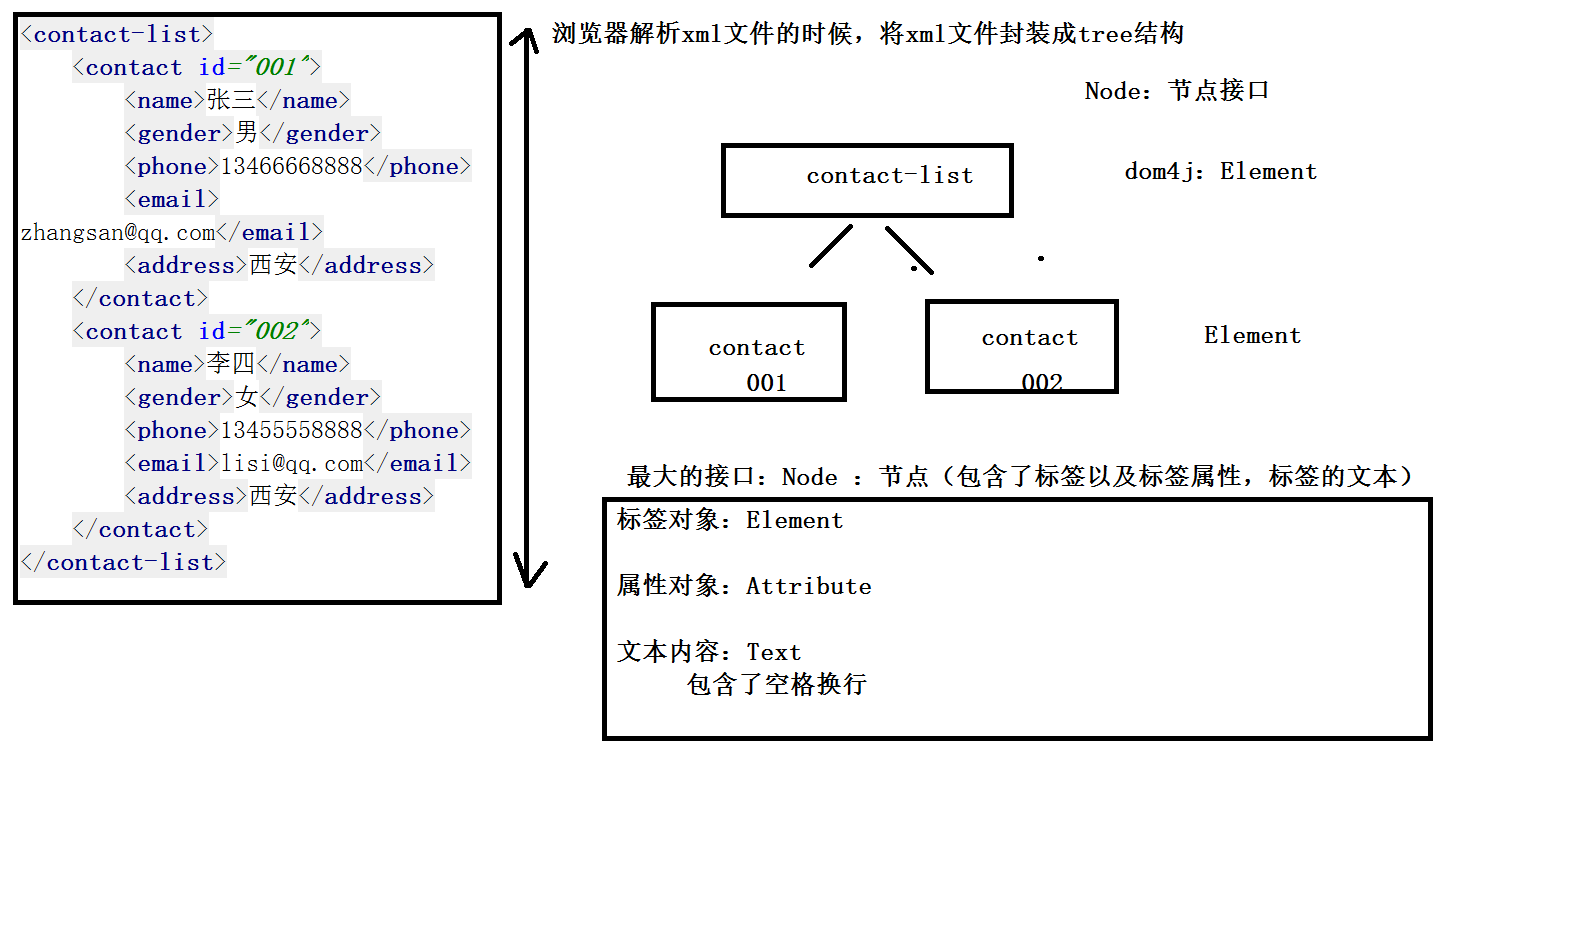 <contact-list>
<contact id="001">
<name>张三</name>
<gender>男</gender>
<phone>13466668888</phone>
<email>
zhangsan@qq.com</email>
<address>西安</address>
</contact>
<contact id="002">
<name>李四</name>
<gender>女</gender>
<phone>13455558888</phone>
<email>lisi@qq.com</email>
<address>西安</address>
</contact>
</contact-list>
浏览器解析xml文件的时候，将xml文件封装成tree结构
Node：节点接口
contact-list
dom4j：Element
contact
001
contact
002
Element
最大的接口：Node ：节点（包含了标签以及标签属性，标签的文本）
标签对象：Element
属性对象：Attribute
文本内容：Text
包含了空格换行